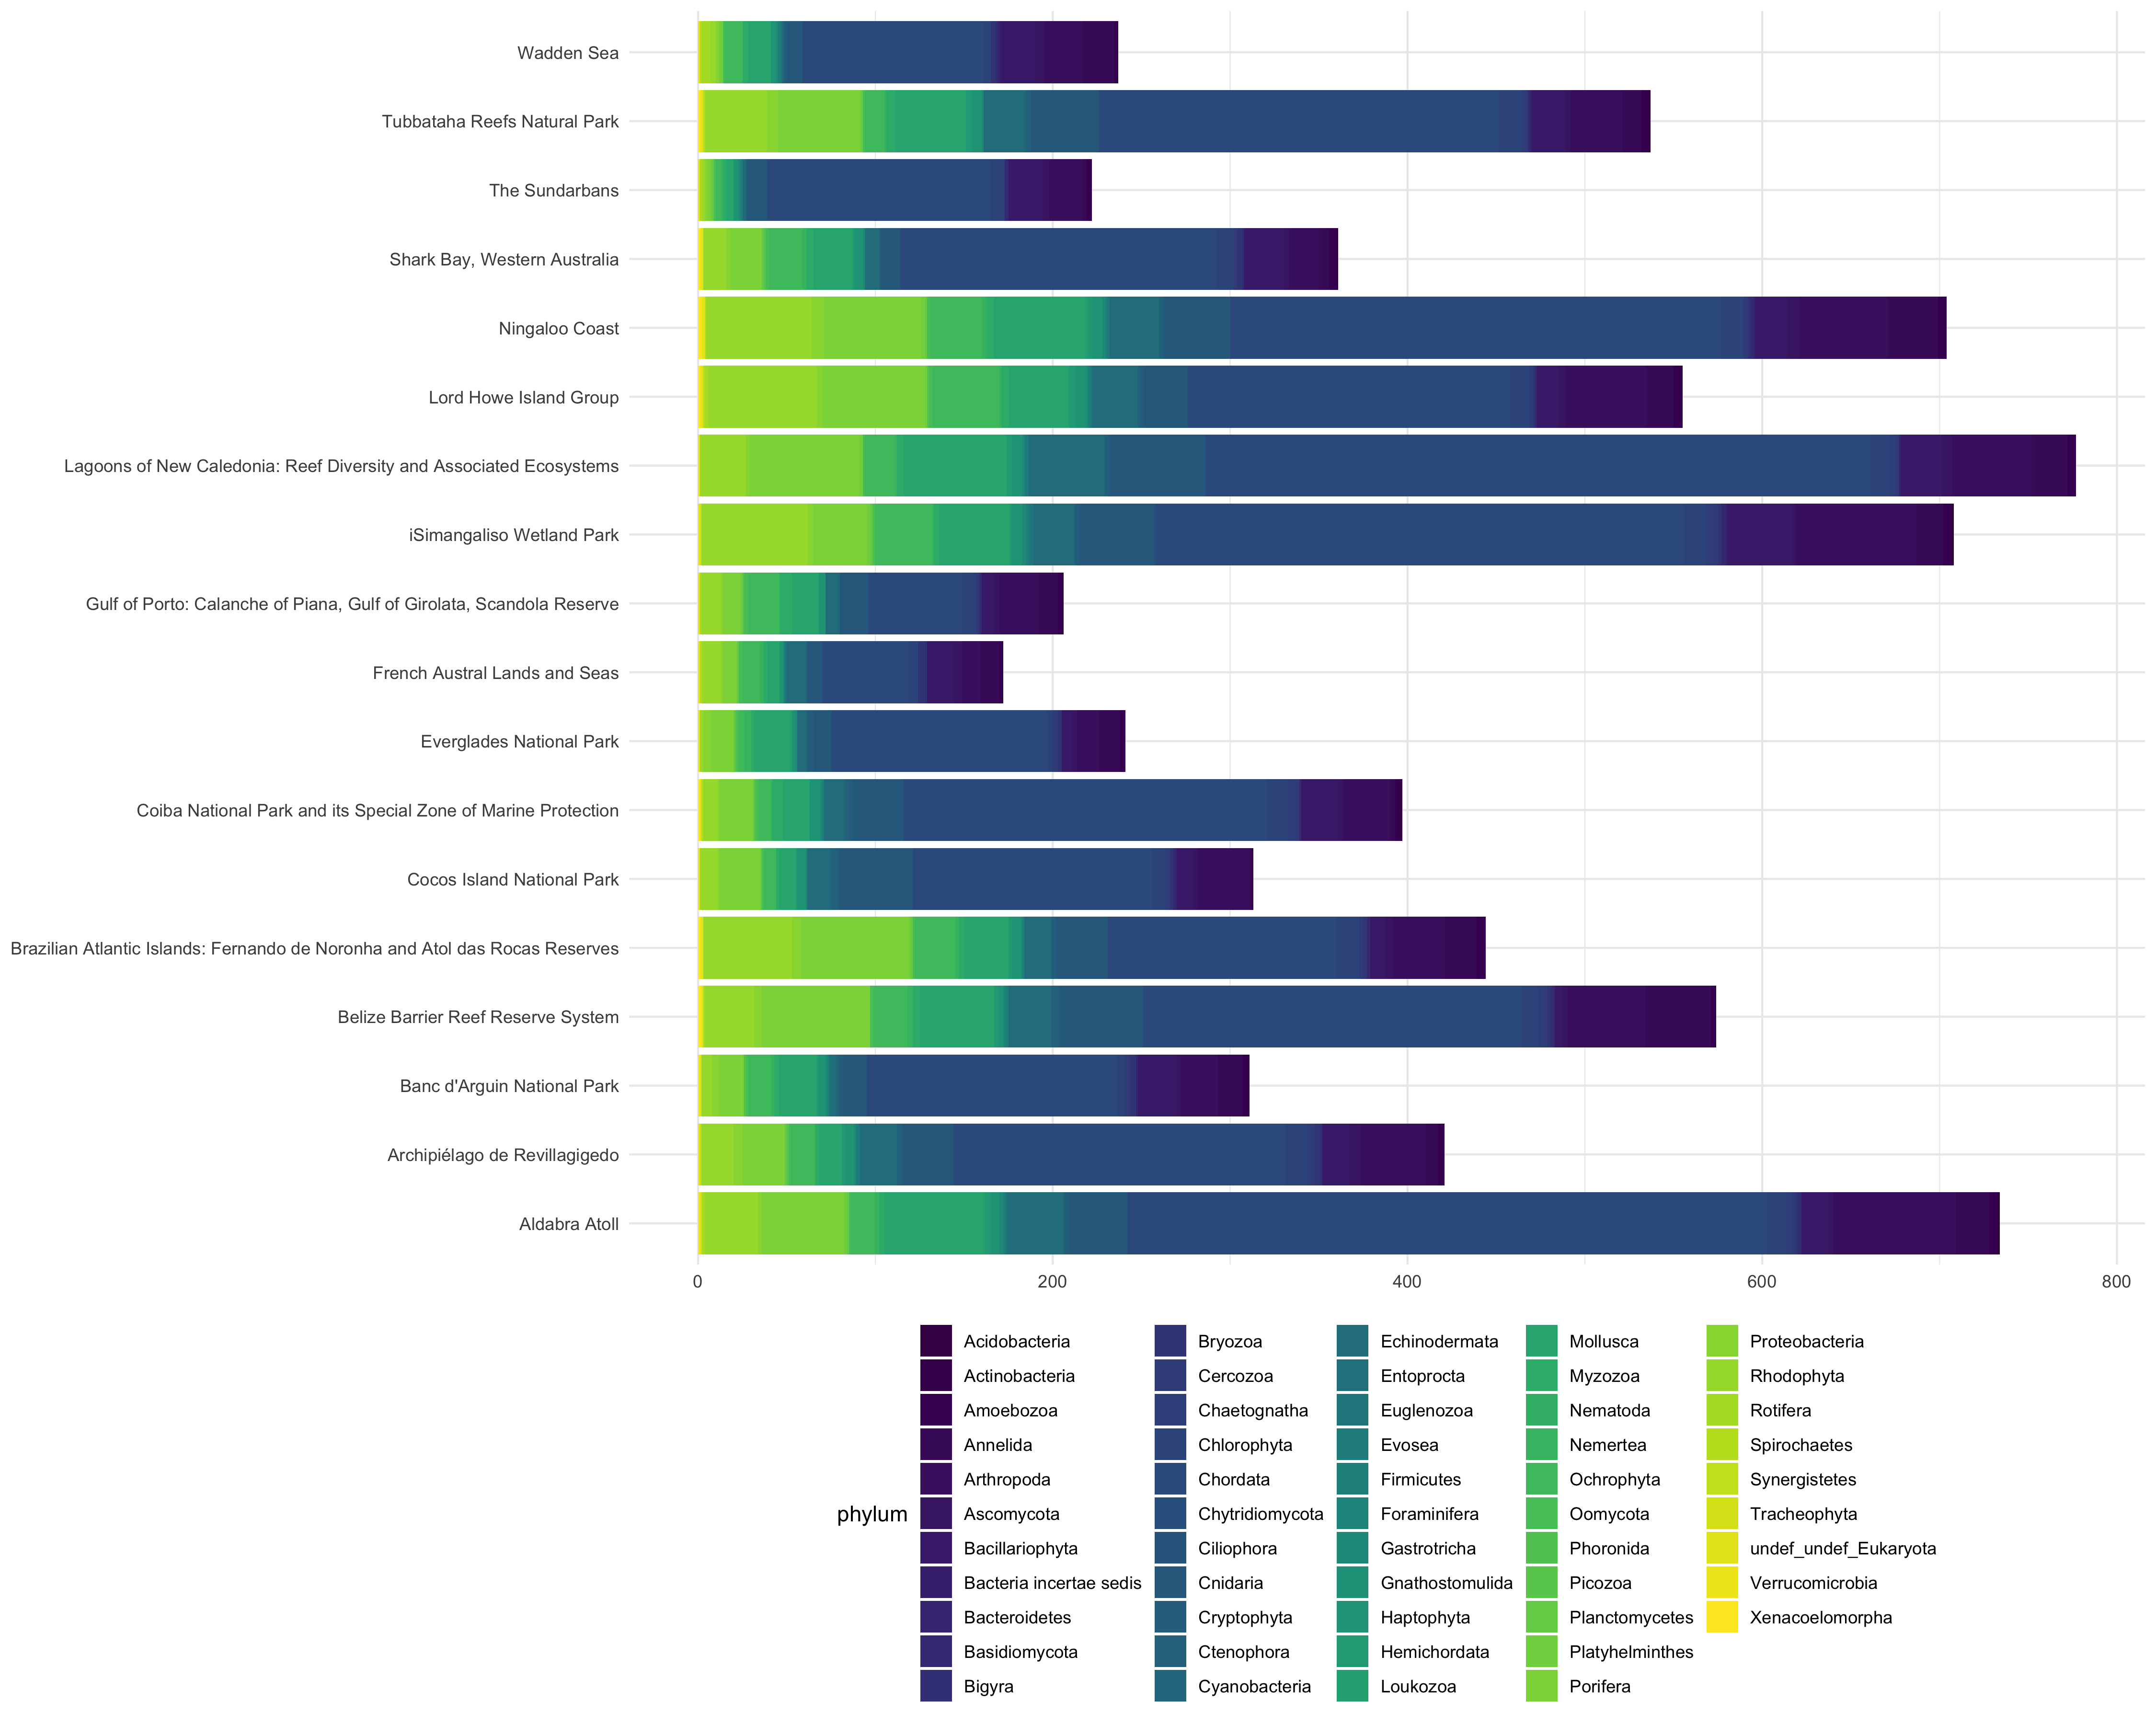 Wadden Sea
Tubbataha Reefs Natural Park
The Sundarbans
Shark Bay, Western Australia
Ningaloo Coast
Lord Howe Island Group
Lagoons of New Caledonia: Reef Diversity and Associated Ecosystems
iSimangaliso Wetland Park
Gulf of Porto: Calanche of Piana, Gulf of Girolata, Scandola Reserve
French Austral Lands and Seas
Everglades National Park
Coiba National Park and its Special Zone of Marine Protection
Cocos Island National Park
Brazilian Atlantic Islands: Fernando de Noronha and Atol das Rocas Reserves
Belize Barrier Reef Reserve System
Banc d'Arguin National Park
Archipiélago de Revillagigedo
Aldabra Atoll
0 200 400 600 800
phylum
Acidobacteria
Actinobacteria
Amoebozoa
Annelida
Arthropoda
Ascomycota
Bacillariophyta
Bacteria incertae sedis
Bacteroidetes
Basidiomycota
Bigyra
Bryozoa
Cercozoa
Chaetognatha
Chlorophyta
Chordata
Chytridiomycota
Ciliophora
Cnidaria
Cryptophyta
Ctenophora
Cyanobacteria
Echinodermata
Entoprocta
Euglenozoa
Evosea
Firmicutes
Foraminifera
Gastrotricha
Gnathostomulida
Haptophyta
Hemichordata
Loukozoa
Mollusca
Myzozoa
Nematoda
Nemertea
Ochrophyta
Oomycota
Phoronida
Picozoa
Planctomycetes
Platyhelminthes
Porifera
Proteobacteria
Rhodophyta
Rotifera
Spirochaetes
Synergistetes
Tracheophyta
undef_undef_Eukaryota
Verrucomicrobia
Xenacoelomorpha